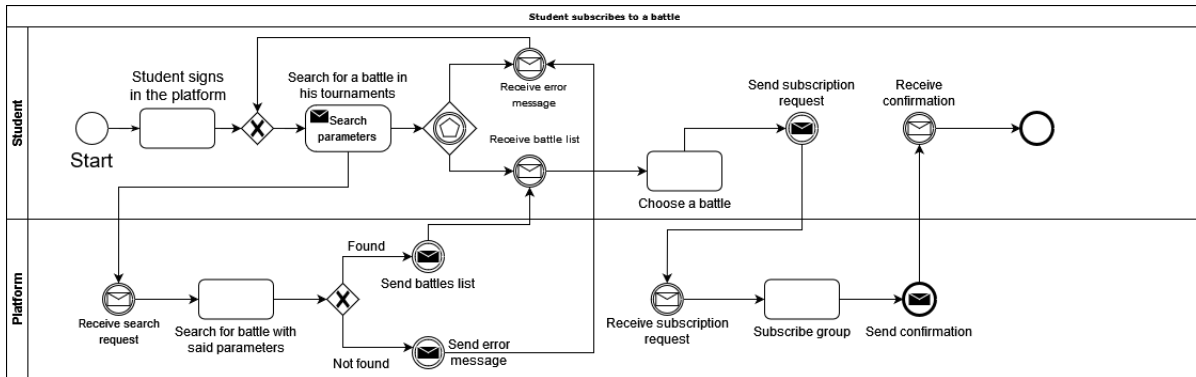 Student subscribes to a battle
Student
Start
Student signs
in the platform
Search for a battle in
his tournaments
Search
parameters
Receive error
message
Receive battle list
Choose a battle
Send subscription
request
Receive
confirmation
Platform
Receive search
request
Search for battle with
said parameters
Found
Not found
Send battles list
Send error
message
Receive subscription
request
Subscribe group
Send confirmation